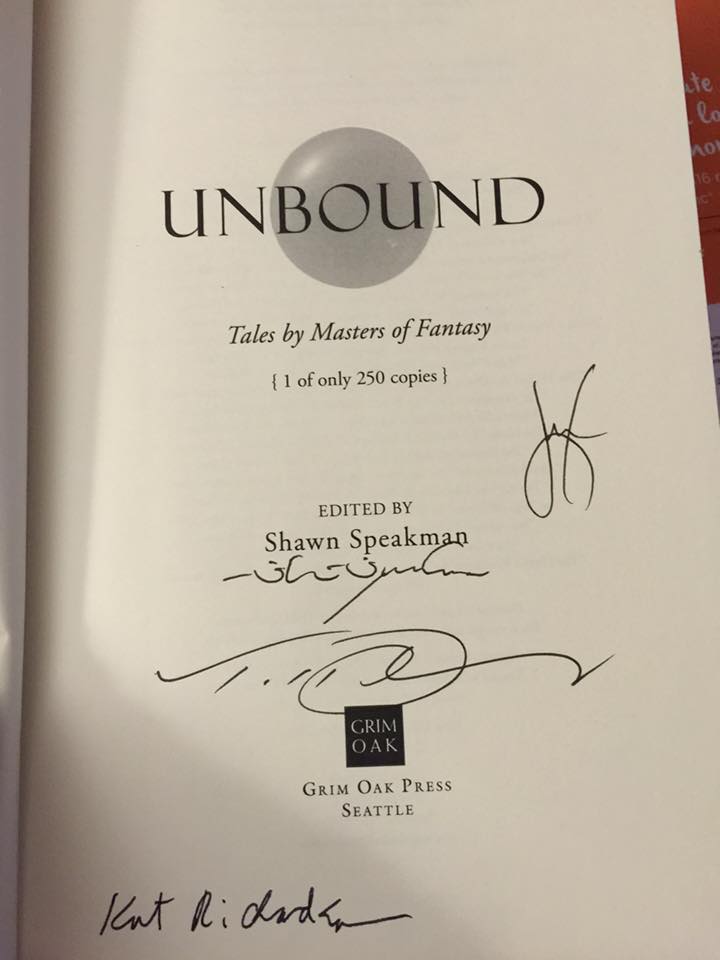 UNBOUND
Tales by Masters of Fantasy
{ 1 of only 250 copies }
EDITED BY
Shawn Speakman
GRIM
OAK
GRIM OAK PRESS
SEATTLE
Kat Richardson